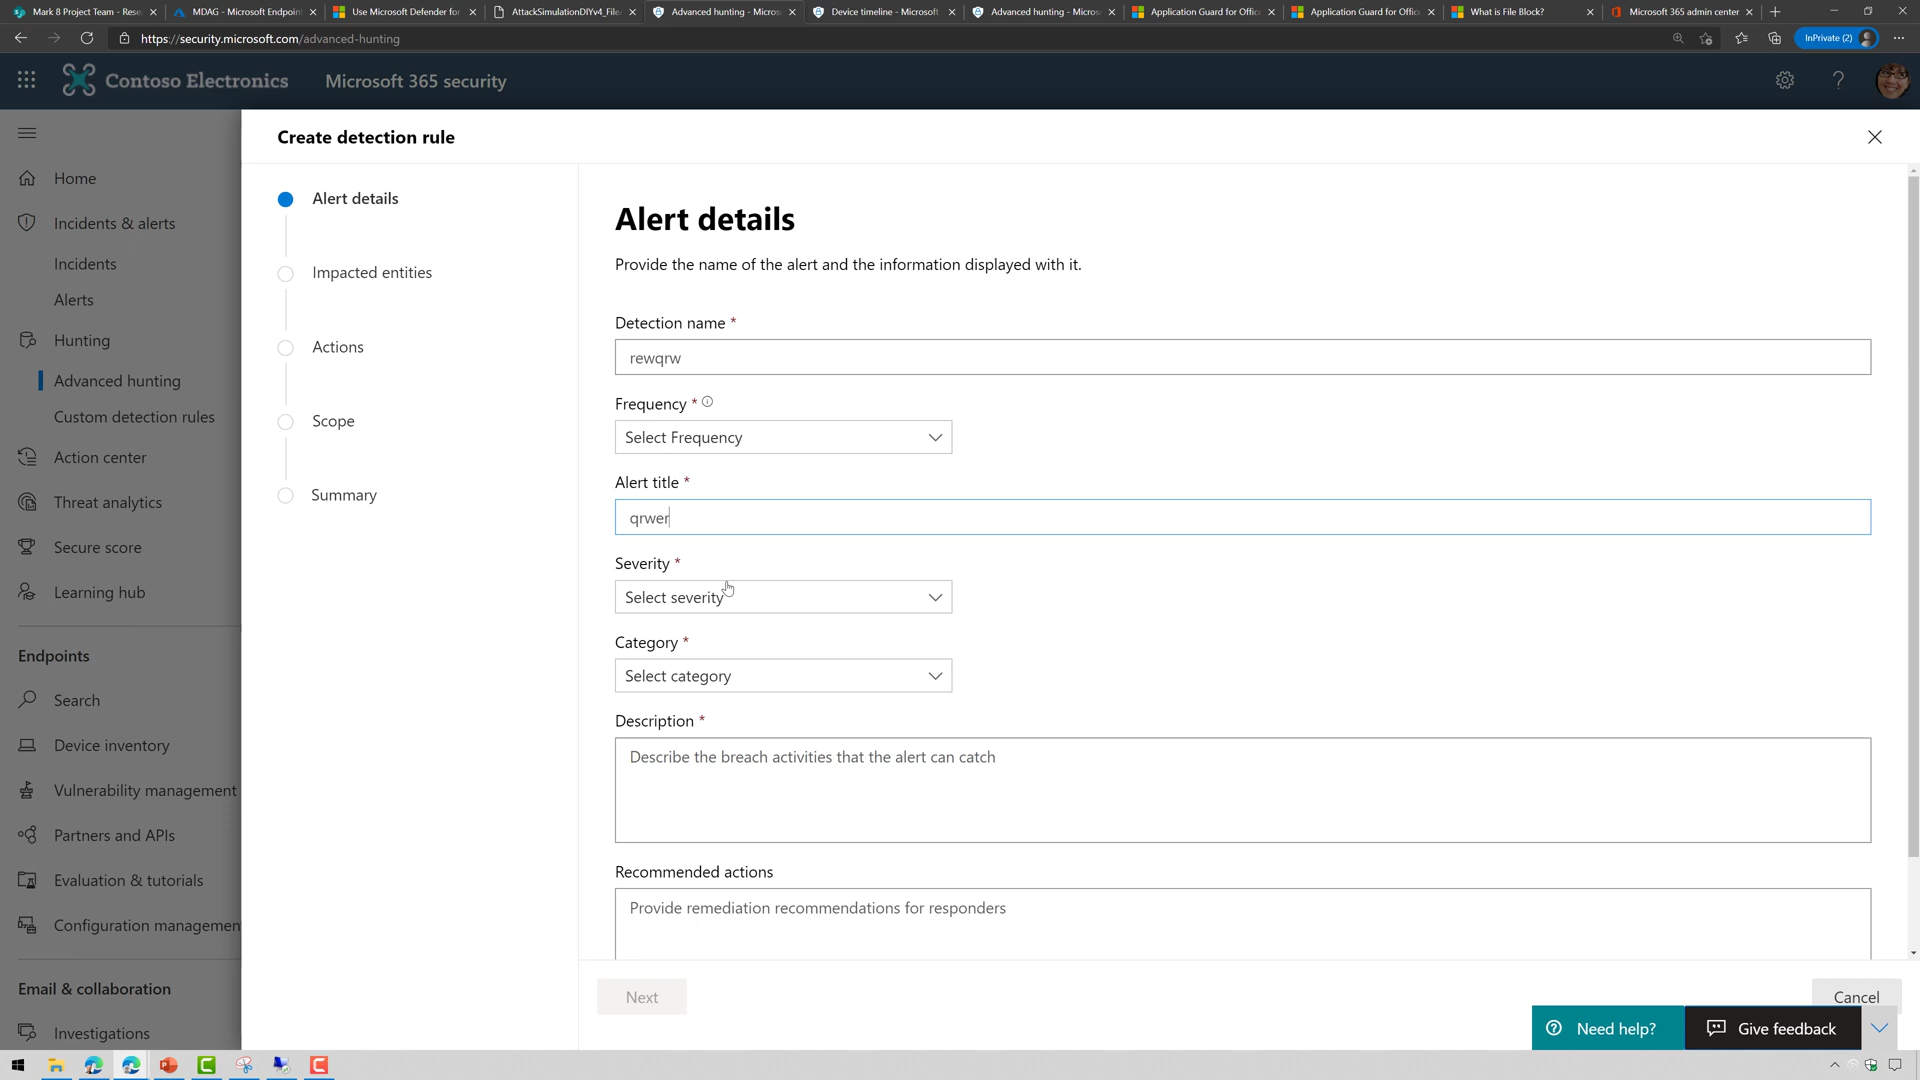 Mark 8 Project Team - Rese
MDAG - Microsoft Endpoint
Use Microsoft Defender for
AttackSimulationDIYv4_File
Advanced hunting - Micros
Device timeline - Microsoft
Advanced hunting - Micros
Application Guard for Offic
Application Guard for Offic
What is File Block?
Microsoft 365 admin center
https://security.microsoft.com/advanced-hunting
InPrivate (2)
Contoso Electronics
Microsoft 365 security
Home
Incidents & alerts
Incidents
Alerts
Hunting
Advanced hunting
Custom detection rules
Action center
Threat analytics
Secure score
Learning hub
Endpoints
Search
Device inventory
Vulnerability management
Partners and APIs
Evaluation & tutorials
Configuration managemen
Email & collaboration
Investigations
Create detection rule
Alert details
Impacted entities
Actions
Scope
Summary
Alert details
Provide the name of the alert and the information displayed with it.
Detection name *
rewqrw
Frequency *
Select Frequency
Alert title *
qrwer
Severity *
Select severity
Category *
Select category
Description *
Describe the breach activities that the alert can catch
Recommended actions
Provide remediation recommendations for responders
Next
Cancel
Need help?
Give feedback